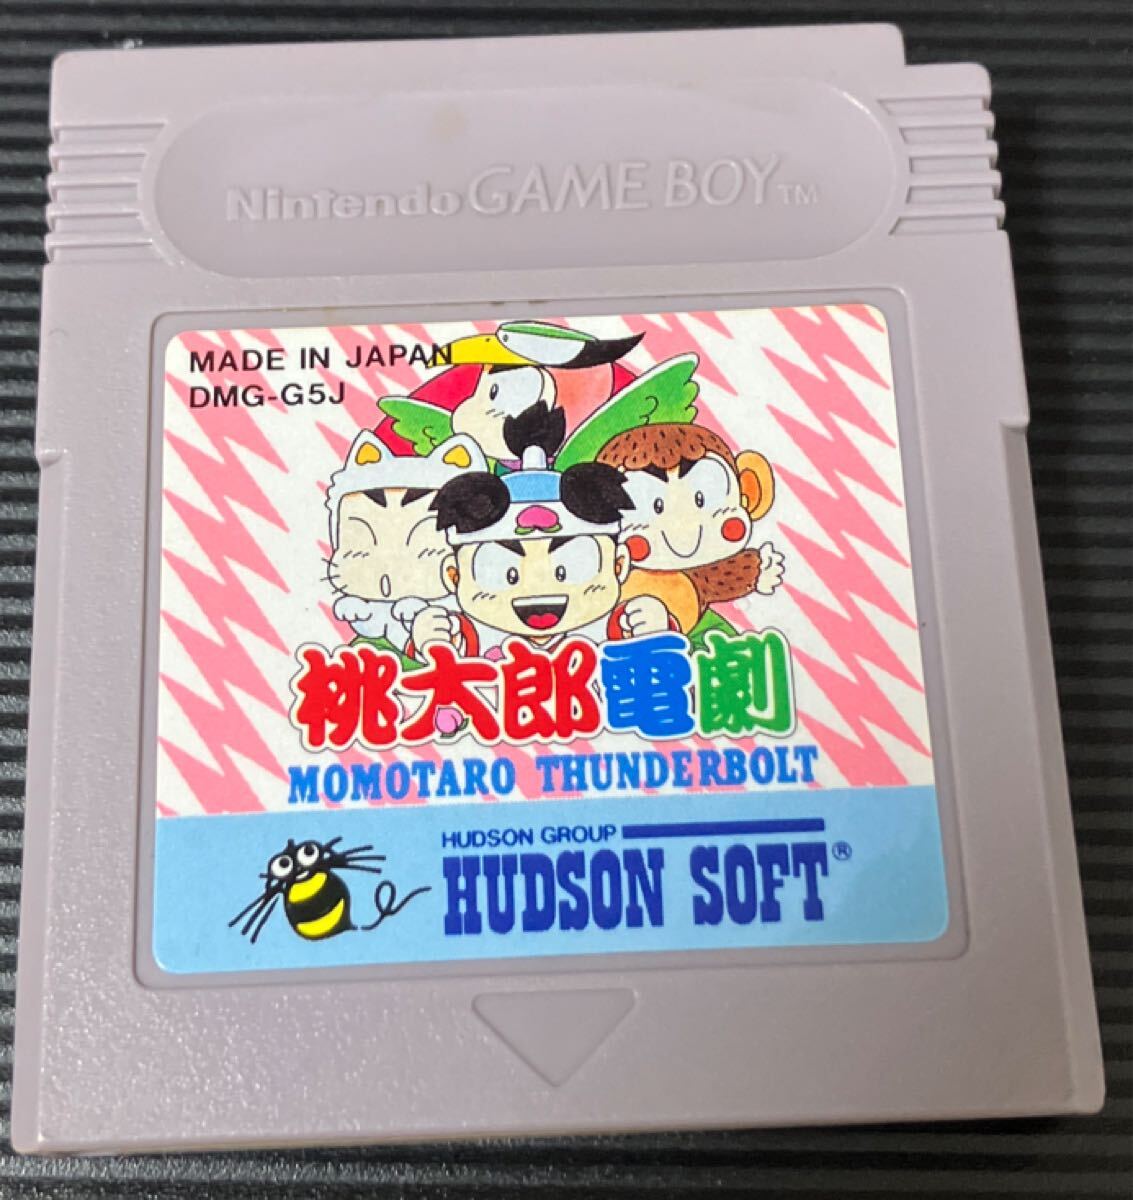 Nintendo GAME BOY™
MADE IN JAPAN
DMG-G5J
桃太郎電劇
MOMOTARO THUNDERBOLT
HUDSON GROUP
HUDSON SOFT®